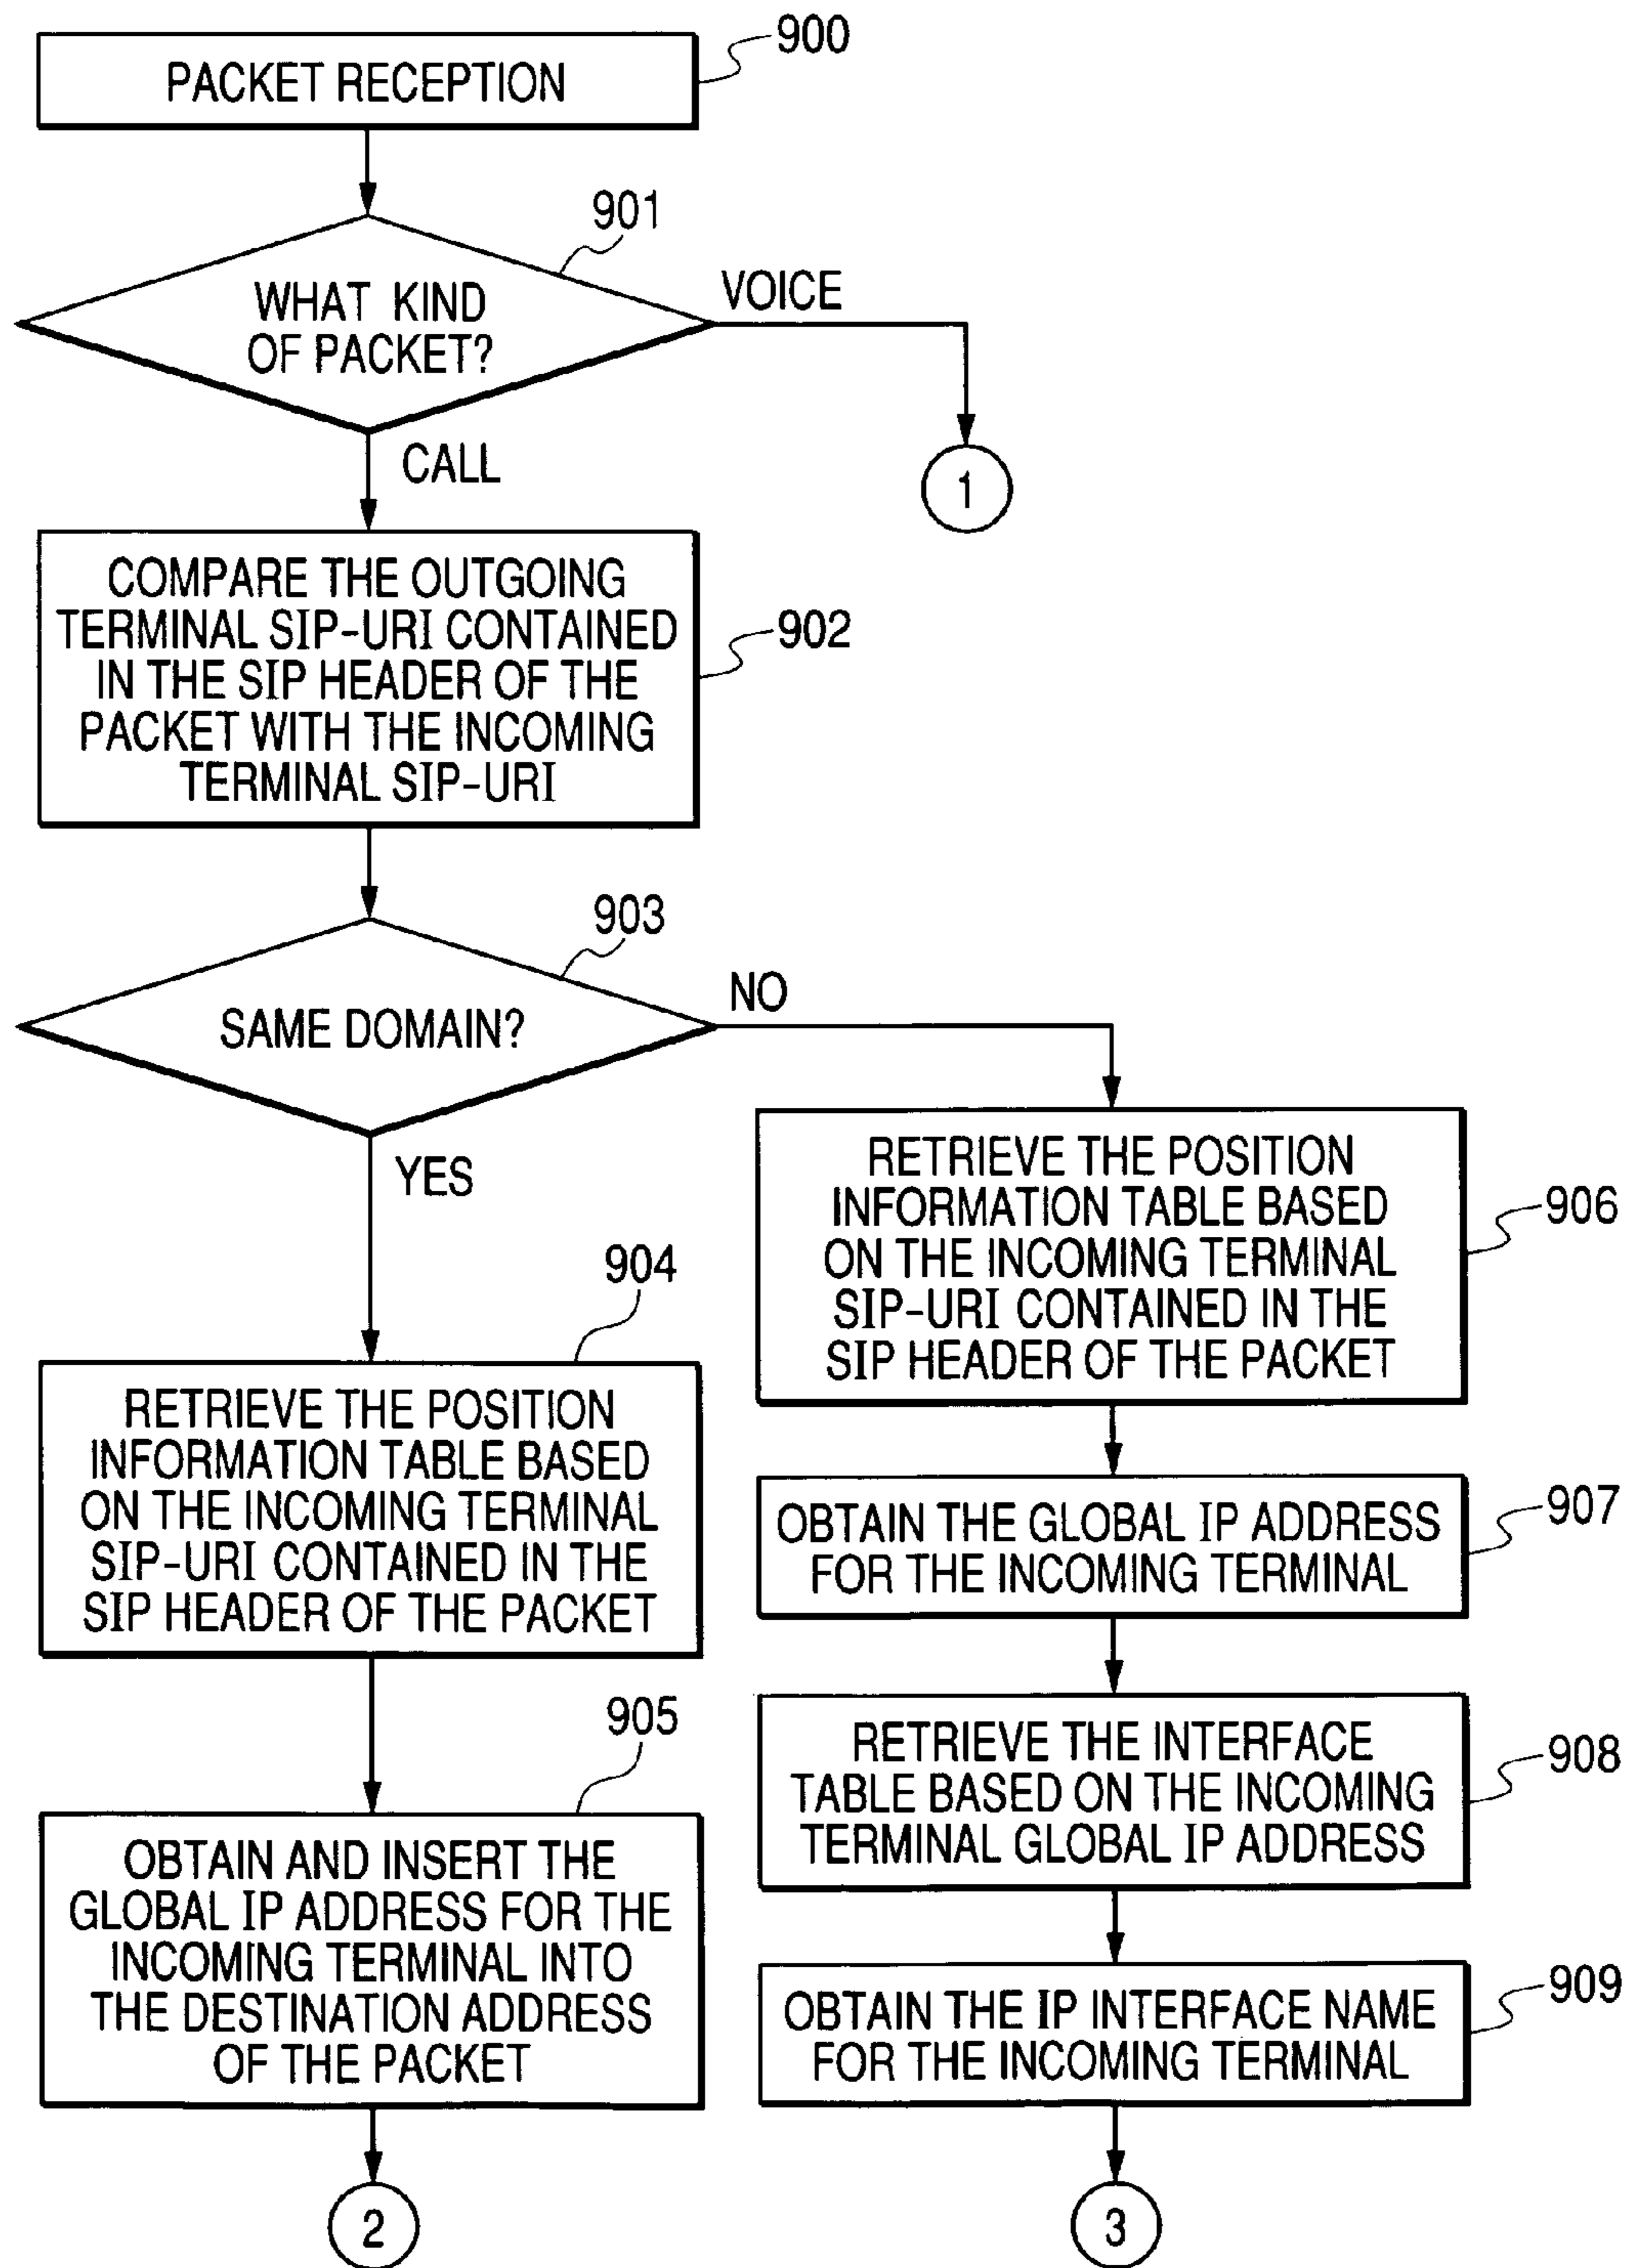 PACKET RECEPTION
900
901
WHAT KIND
OF PACKET?
VOICE
1
CALL
COMPARE THE OUTGOING
TERMINAL SIP-URI CONTAINED
IN THE SIP HEADER OF THE
PACKET WITH THE INCOMING
TERMINAL SIP-URI
902
903
SAME DOMAIN?
NO
YES
904
RETRIEVE THE POSITION
INFORMATION TABLE BASED
ON THE INCOMING TERMINAL
SIP-URI CONTAINED IN THE
SIP HEADER OF THE PACKET
905
OBTAIN AND INSERT THE
GLOBAL IP ADDRESS FOR THE
INCOMING TERMINAL INTO
THE DESTINATION ADDRESS
OF THE PACKET
2
RETRIEVE THE POSITION
INFORMATION TABLE BASED
ON THE INCOMING TERMINAL
SIP-URI CONTAINED IN THE
SIP HEADER OF THE PACKET
906
OBTAIN THE GLOBAL IP ADDRESS
FOR THE INCOMING TERMINAL
907
RETRIEVE THE INTERFACE
TABLE BASED ON THE INCOMING
TERMINAL GLOBAL IP ADDRESS
908
OBTAIN THE IP INTERFACE NAME
FOR THE INCOMING TERMINAL
909
3